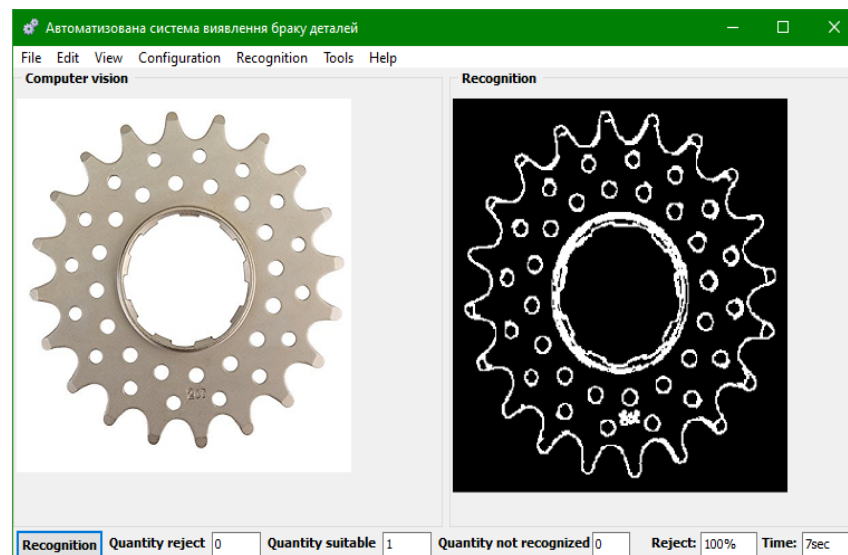 Автоматизована система виявлення браку деталей
File Edit View Configuration Recognition Tools Help
Computer vision
Recognition
Recognition Quantity reject 0 Quantity suitable 1 Quantity not recognized 0 Reject: 100% Time: 7sec